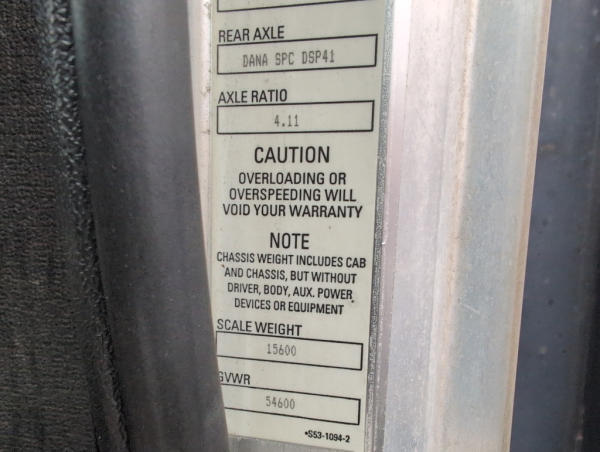 REAR AXLE
DANA SPC DSP41
AXLE RATIO
4.11
CAUTION
OVERLOADING OR
OVERSPEEDING WILL
VOID YOUR WARRANTY
NOTE
CHASSIS WEIGHT INCLUDES CAB
AND CHASSIS, BUT WITHOUT
DRIVER, BODY, AUX. POWER
DEVICES OR EQUIPMENT
SCALE WEIGHT
15600
GVWR
54600
•S53-1094-2